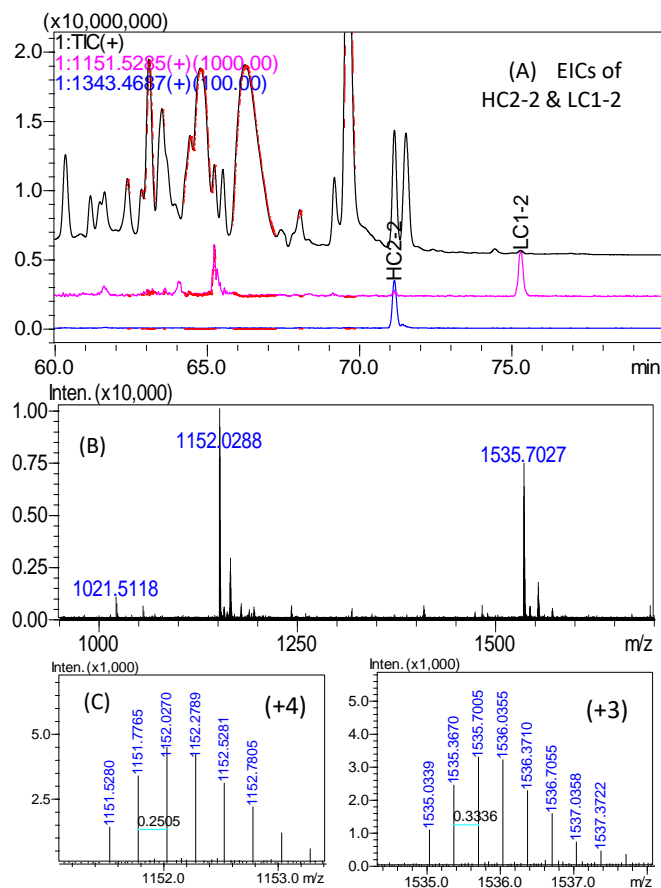 (x10,000,000)
1:TIC(+)
1:1151.5285(+)(1000.00)
1:1343.4687(+)(100.00)
(A) EICs of
HC2-2 & LC1-2
2.0
1.5
1.0
0.5
0.0
HC2-2
LC1-2
60.0 65.0 70.0 75.0 min
Inten. (x10,000)
(B)
1.00
0.75
0.50
0.25
0.00
1152.0288
1535.7027
1021.5118
1000 1250 1500 m/z
Inten. (x1,000)
(C)
(+4)
5.0
2.5
1151.5280
1151.7765
1152.0270
1152.2789
1152.5281
1152.7805
0.2505
1152.0 1153.0 m/z
Inten. (x1,000)
(+3)
5.0
4.0
3.0
2.0
1.0
0.0
1535.0339
1535.3670
1535.7005
1536.0355
1536.3710
1536.7055
1537.0358
1537.3722
0.3336
1535.0 1536.0 1537.0 m/z